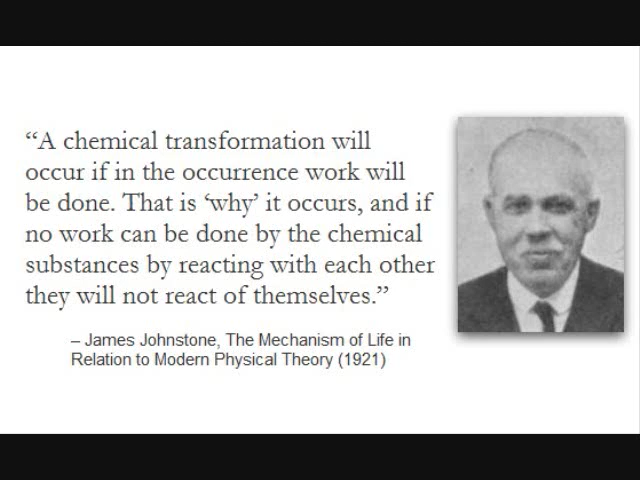 “A chemical transformation will
occur if in the occurrence work will
be done. That is ‘why’ it occurs, and if
no work can be done by the chemical
substances by reacting with each other
they will not react of themselves.”
– James Johnstone, The Mechanism of Life in
Relation to Modern Physical Theory (1921)